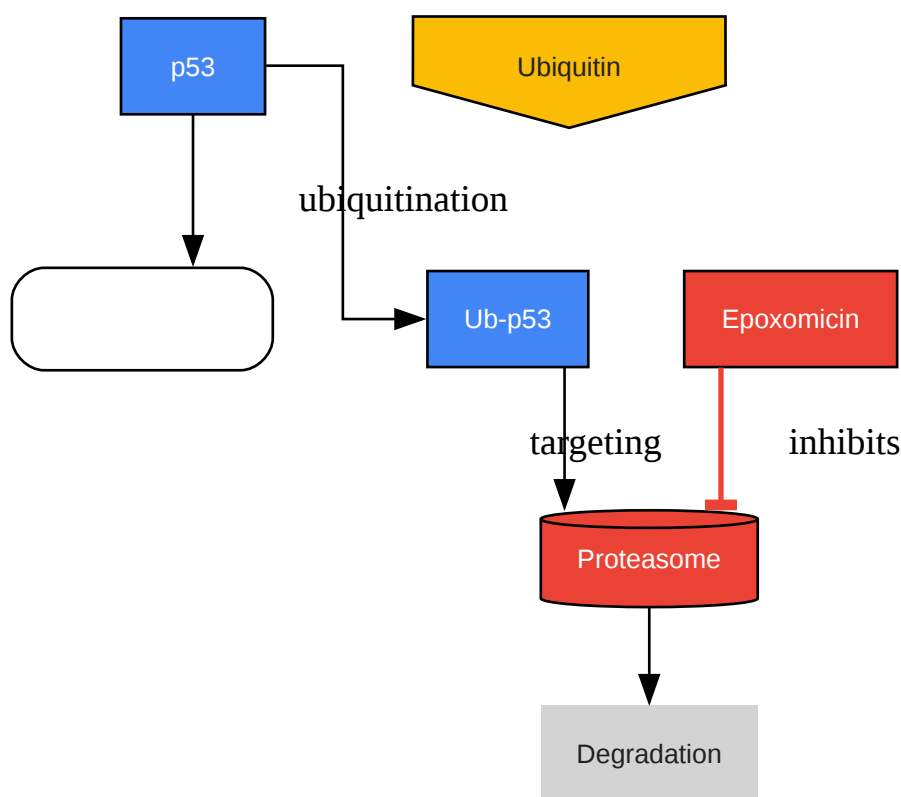 p53
Ubiquitin
ubiquitination
Ub-p53
Epoxomicin
targeting
inhibits
Proteasome
Degradation